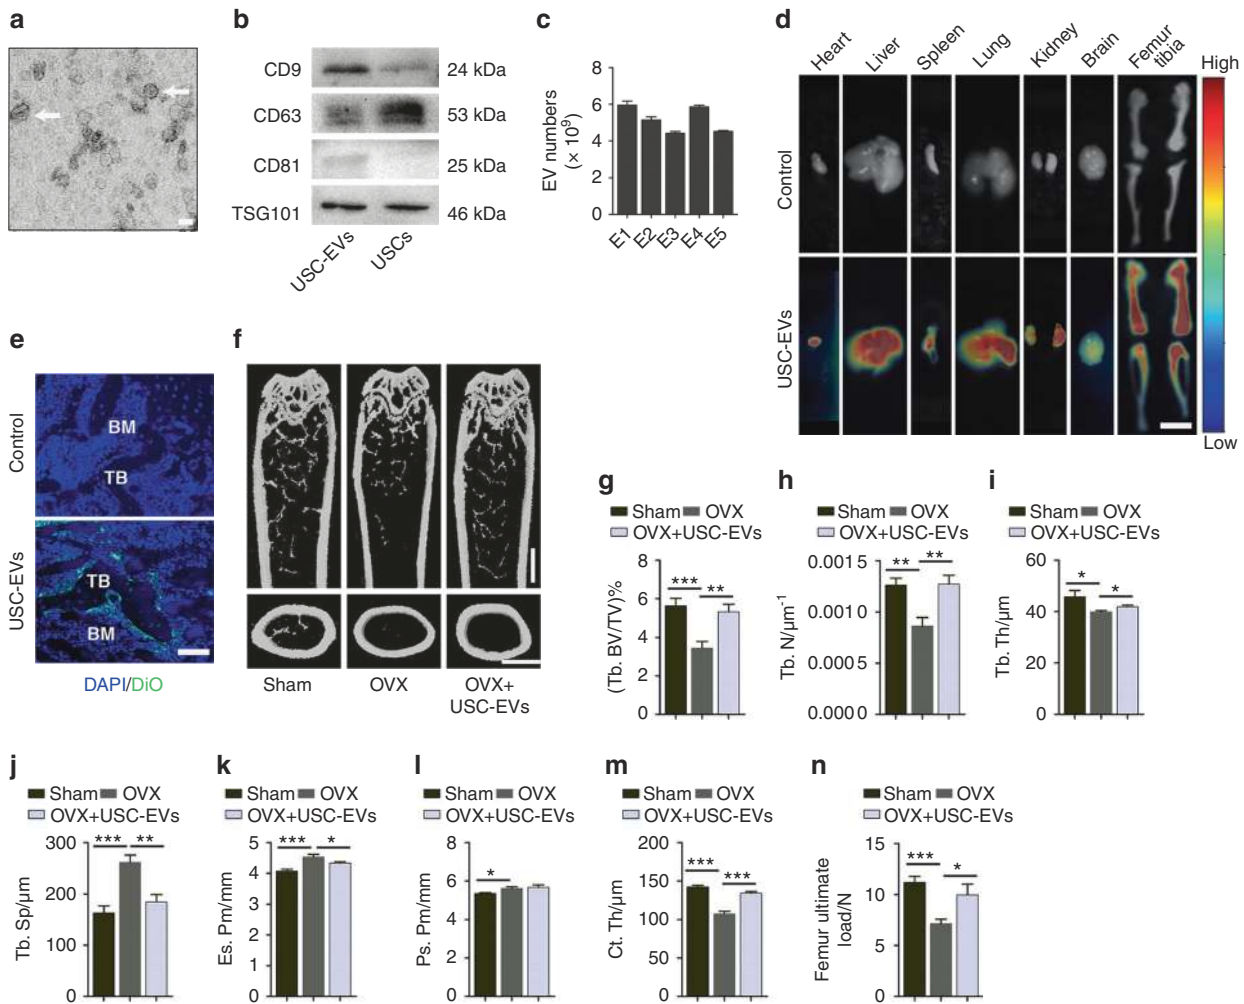 a
b
CD9
24 kDa
CD63
53 kDa
CD81
25 kDa
TSG101
46 kDa
USC-EVs
USCs
c
EV numbers
(× 10⁹)
8
6
4
2
0
E1
E2
E3
E4
E5
d
Heart
Liver
Spleen
Lung
Kidney
Brain
Femur
tibia
High
Control
USC-EVs
Low
e
Control
BM
TB
USC-EVs
TB
BM
DAPI/DiO
f
Sham
OVX
OVX+
USC-EVs
g
Sham OVX
OVX+USC-EVs
(Tb. BV/TV)%
8
6
4
2
0
***
**
h
Sham OVX
OVX+USC-EVs
Tb. N/μm⁻¹
0.0015
0.0010
0.0005
0.000 0
**
**
i
Sham OVX
OVX+USC-EVs
Tb. Th/μm
60
40
20
0
*
*
j
Sham OVX
OVX+USC-EVs
Tb. Sp/μm
300
200
100
0
***
**
k
Sham OVX
OVX+USC-EVs
Es. Pm/mm
5
4
3
2
1
0
***
*
l
Sham OVX
OVX+USC-EVs
Ps. Pm/mm
8
6
4
2
0
*
m
Sham OVX
OVX+USC-EVs
Ct. Th/μm
200
150
100
50
0
***
***
n
Sham OVX
OVX+USC-EVs
Femur ultimate
load/N
15
10
5
0
***
*